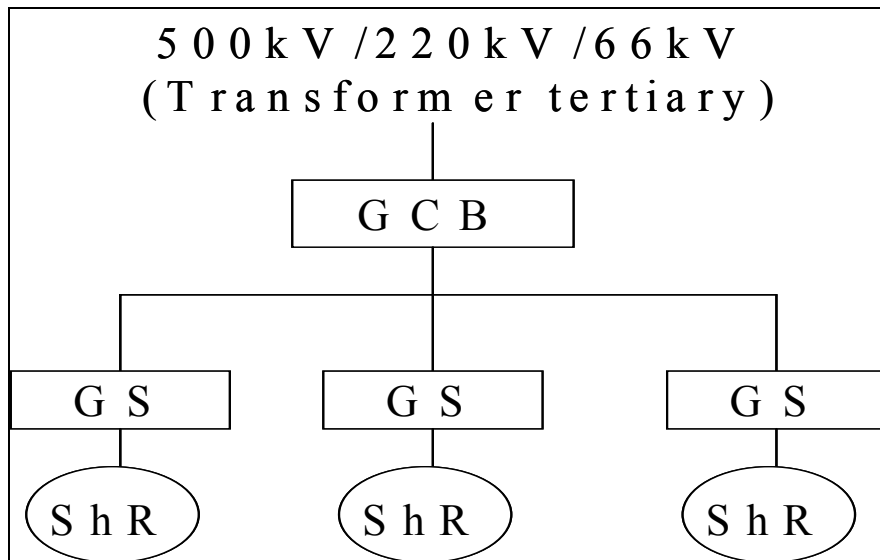 500kV/220kV/66kV
(Transformer tertiary)
GCB
GS GS GS
ShR ShR ShR